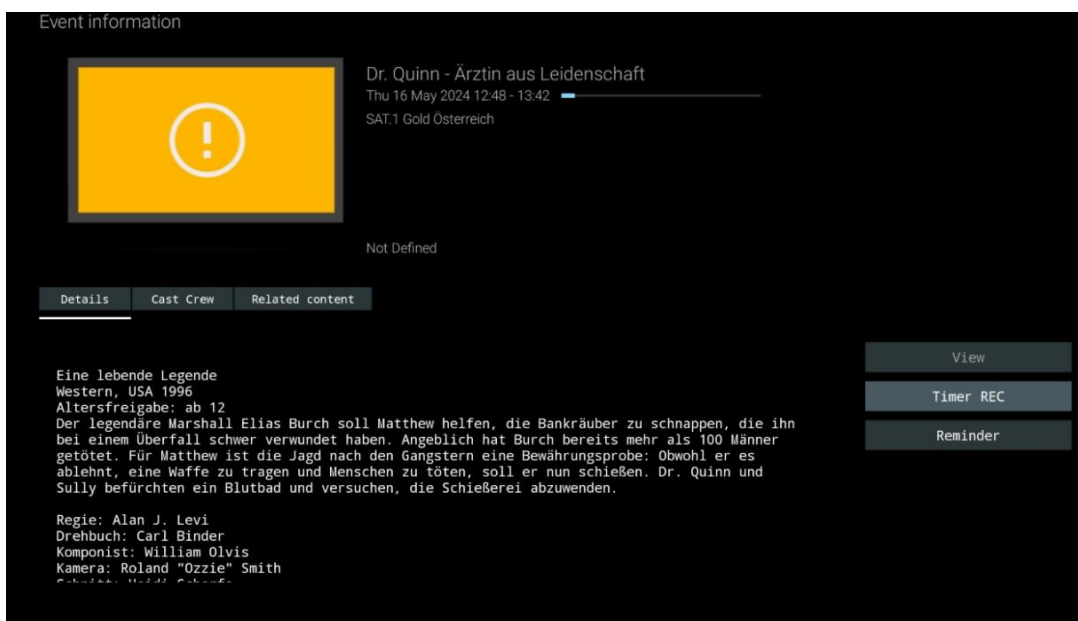 Event information
Dr. Quinn - Ärztin aus Leidenschaft
Thu 16 May 2024 12:48 - 13:42
SAT.1 Gold Österreich
Not Defined
Details
Cast Crew
Related content
View
Timer REC
Reminder
Eine lebende Legende
Western, USA 1996
Altersfreigabe: ab 12
Der legendäre Marshall Elias Burch soll Matthew helfen, die Bankräuber zu schnappen, die ihn
bei einem Überfall schwer verwundet haben. Angeblich hat Burch bereits mehr als 100 Männer
getötet. Für Matthew ist die Jagd nach den Gangstern eine Bewährungsprobe: Obwohl er es
ablehnt, eine Waffe zu tragen und Menschen zu töten, soll er nun schießen. Dr. Quinn und
Sully befürchten ein Blutbad und versuchen, die Schießerei abzuwenden.
Regie: Alan J. Levi
Drehbuch: Carl Binder
Komponist: William Olvis
Kamera: Roland "Ozzie" Smith